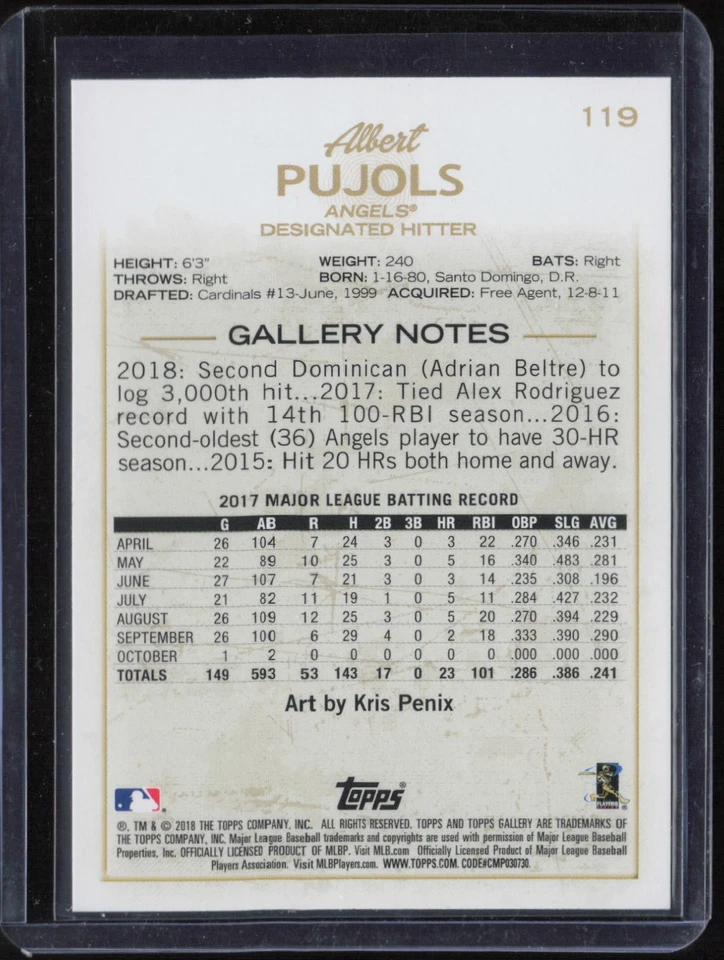 119
Albert
PUJOLS
ANGELS®
DESIGNATED HITTER
HEIGHT: 6'3" WEIGHT: 240 BATS: Right
THROWS: Right BORN: 1-16-80, Santo Domingo, D.R.
DRAFTED: Cardinals #13-June, 1999 ACQUIRED: Free Agent, 12-8-11
GALLERY NOTES
2018: Second Dominican (Adrian Beltre) to
log 3,000th hit...2017: Tied Alex Rodriguez
record with 14th 100-RBI season...2016:
Second-oldest (36) Angels player to have 30-HR
season...2015: Hit 20 HRs both home and away.
2017 MAJOR LEAGUE BATTING RECORD
G AB R H 2B 3B HR RBI OBP SLG AVG
APRIL 26 104 7 24 3 0 3 22 .270 .346 .231
MAY 22 89 10 25 3 0 5 16 .340 .483 .281
JUNE 27 107 7 21 3 0 3 14 .235 .308 .196
JULY 21 82 11 19 1 0 5 11 .284 .427 .232
AUGUST 26 109 12 25 3 0 5 20 .270 .394 .229
SEPTEMBER 26 100 6 29 4 0 2 18 .333 .390 .290
OCTOBER 1 2 0 0 0 0 0 0 .000 .000 .000
TOTALS 149 593 53 143 17 0 23 101 .286 .386 .241
Art by Kris Penix
TOPPS®
PLAYERS
®, TM & © 2018 THE TOPPS COMPANY, INC. ALL RIGHTS RESERVED. TOPPS AND TOPPS GALLERY ARE TRADEMARKS OF
THE TOPPS COMPANY, INC. Major League Baseball trademarks and copyrights are used with permission of Major League Baseball
Properties, Inc. OFFICIALLY LICENSED PRODUCT OF MLBP. Visit MLB.com Officially Licensed Product of Major League Baseball
Players Association. Visit MLBPlayers.com. WWW.TOPPS.COM. CODE#CMP030730.